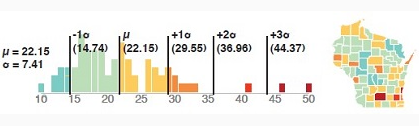 -1σ μ +1σ +2σ +3σ
(14.74) (22.15) (29.55) (36.96) (44.37)
μ = 22.15
σ = 7.41
10 15 20 25 30 35 40 45 50